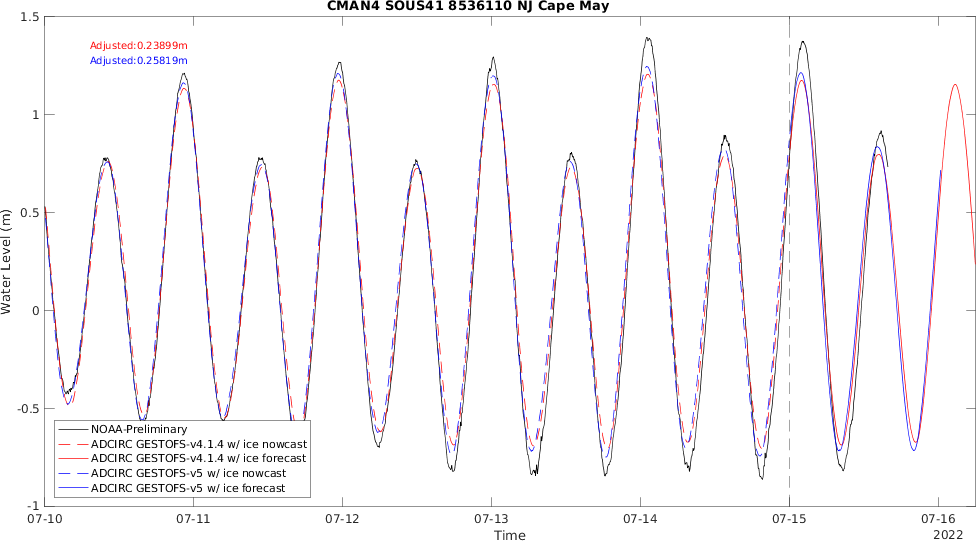 CMAN4 SOUS41 8536110 NJ Cape May
Adjusted:0.23899m
Adjusted:0.25819m
1.5
1
0.5
0
-0.5
-1
Water Level (m)
NOAA-Preliminary
ADCIRC GESTOFS-v4.1.4 w/ ice nowcast
ADCIRC GESTOFS-v4.1.4 w/ ice forecast
ADCIRC GESTOFS-v5 w/ ice nowcast
ADCIRC GESTOFS-v5 w/ ice forecast
07-10 07-11 07-12 07-13 07-14 07-15 07-16
2022
Time